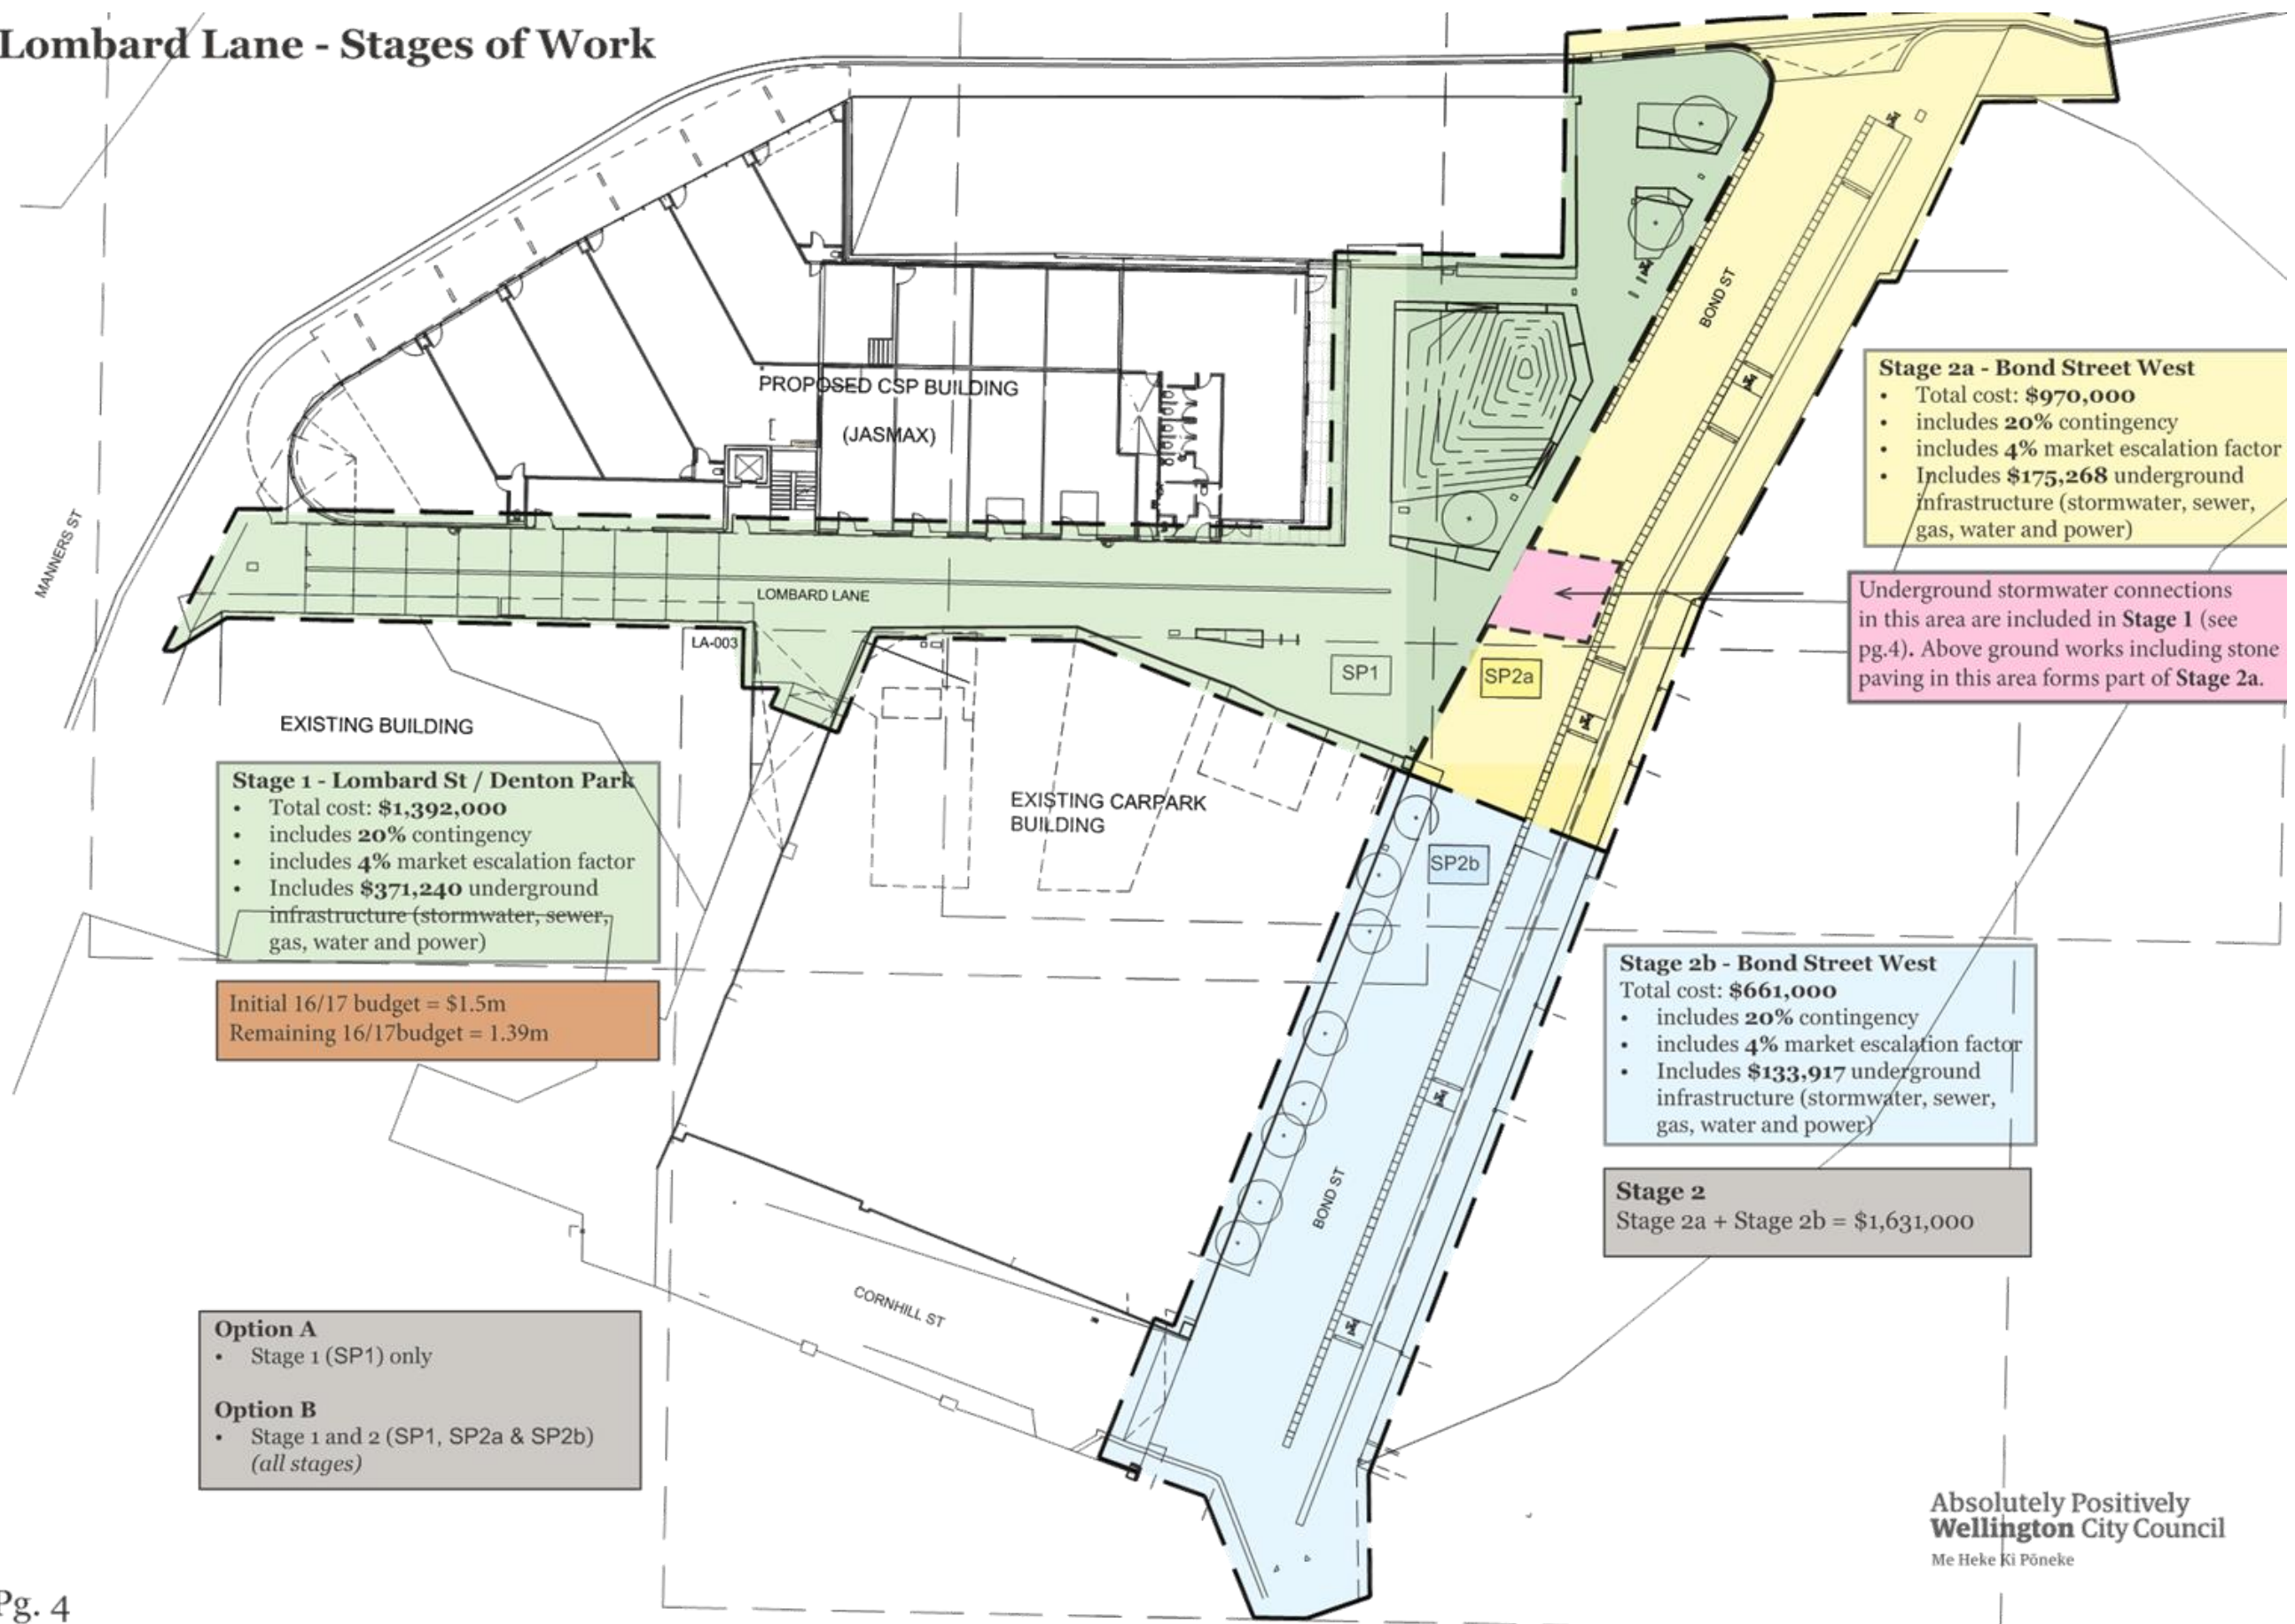 Lombard Lane - Stages of Work
BOND ST
PROPOSED CSP BUILDING
(JASMAX)
MANNERS ST
LOMBARD LANE
LA-003
SP1
SP2a
EXISTING BUILDING
EXISTING CARPARK
BUILDING
SP2b
BOND ST
CORNHILL ST
Stage 2a - Bond Street West
• Total cost: $970,000
• includes 20% contingency
• includes 4% market escalation factor
• Includes $175,268 underground
infrastructure (stormwater, sewer,
gas, water and power)
Underground stormwater connections
in this area are included in Stage 1 (see
pg.4). Above ground works including stone
paving in this area forms part of Stage 2a.
Stage 1 - Lombard St / Denton Park
• Total cost: $1,392,000
• includes 20% contingency
• includes 4% market escalation factor
• Includes $371,240 underground
infrastructure (stormwater, sewer,
gas, water and power)
Initial 16/17 budget = $1.5m
Remaining 16/17budget = 1.39m
Stage 2b - Bond Street West
Total cost: $661,000
• includes 20% contingency
• includes 4% market escalation factor
• Includes $133,917 underground
infrastructure (stormwater, sewer,
gas, water and power)
Stage 2
Stage 2a + Stage 2b = $1,631,000
Option A
• Stage 1 (SP1) only
Option B
• Stage 1 and 2 (SP1, SP2a & SP2b)
(all stages)
Absolutely Positively
Wellington City Council
Me Heke Ki Pōneke
Pg. 4